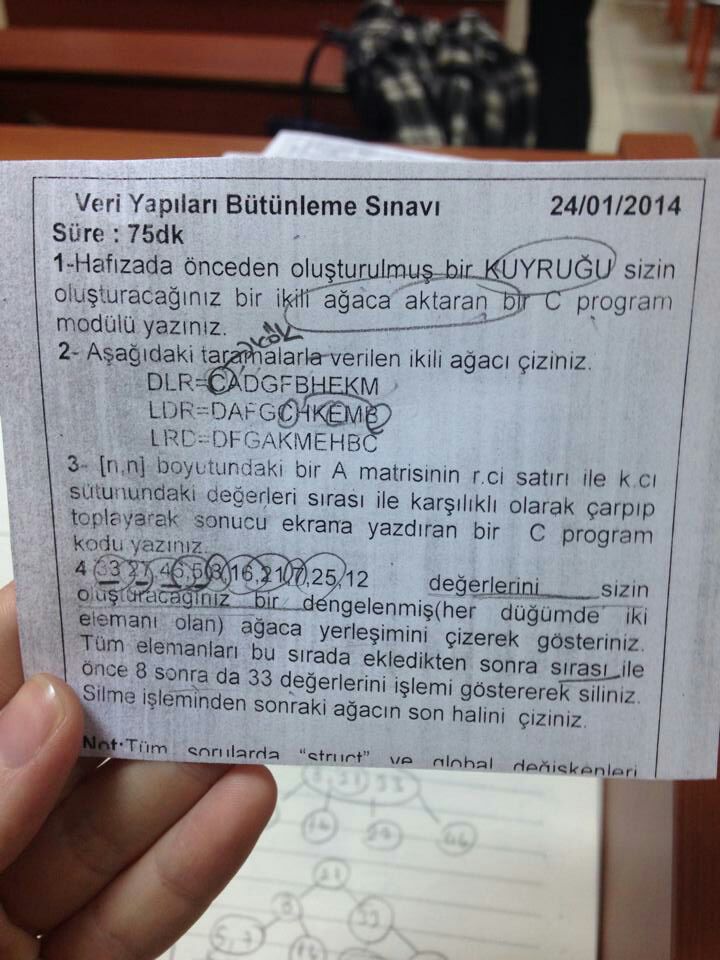 Veri Yapıları Bütünleme Sınavı 24/01/2014
Süre : 75dk
1-Hafızada önceden oluşturulmuş bir KUYRUĞU sizin
oluşturacağınız bir ikili ağaca aktaran bir C program
modülü yazınız.
kök
2- Aşağıdaki taramalarla verilen ikili ağacı çiziniz.
DLR=CADGFBHEKM
LDR=DAFGCHKEMB
LRD=DFGAKMEHBC
3- [n,n] boyutundaki bir A matrisinin r.ci satırı ile k.cı
sütunundaki değerleri sırası ile karşılıklı olarak çarpıp
toplayarak sonucu ekrana yazdıran bir C program
kodu yazınız.
4 33 27, 8,16,21,7,25,12 değerlerini sizin
oluşturacağınız bir dengelenmiş(her düğümde iki
elemanı olan) ağaca yerleşimini çizerek gösteriniz.
Tüm elemanları bu sırada ekledikten sonra sırası ile
önce 8 sonra da 33 değerlerini işlemi göstererek siliniz.
Silme işleminden sonraki ağacın son halini çiziniz.
Not:Tüm sorularda "struct" ve global değişkenleri
21
8 33
5,7